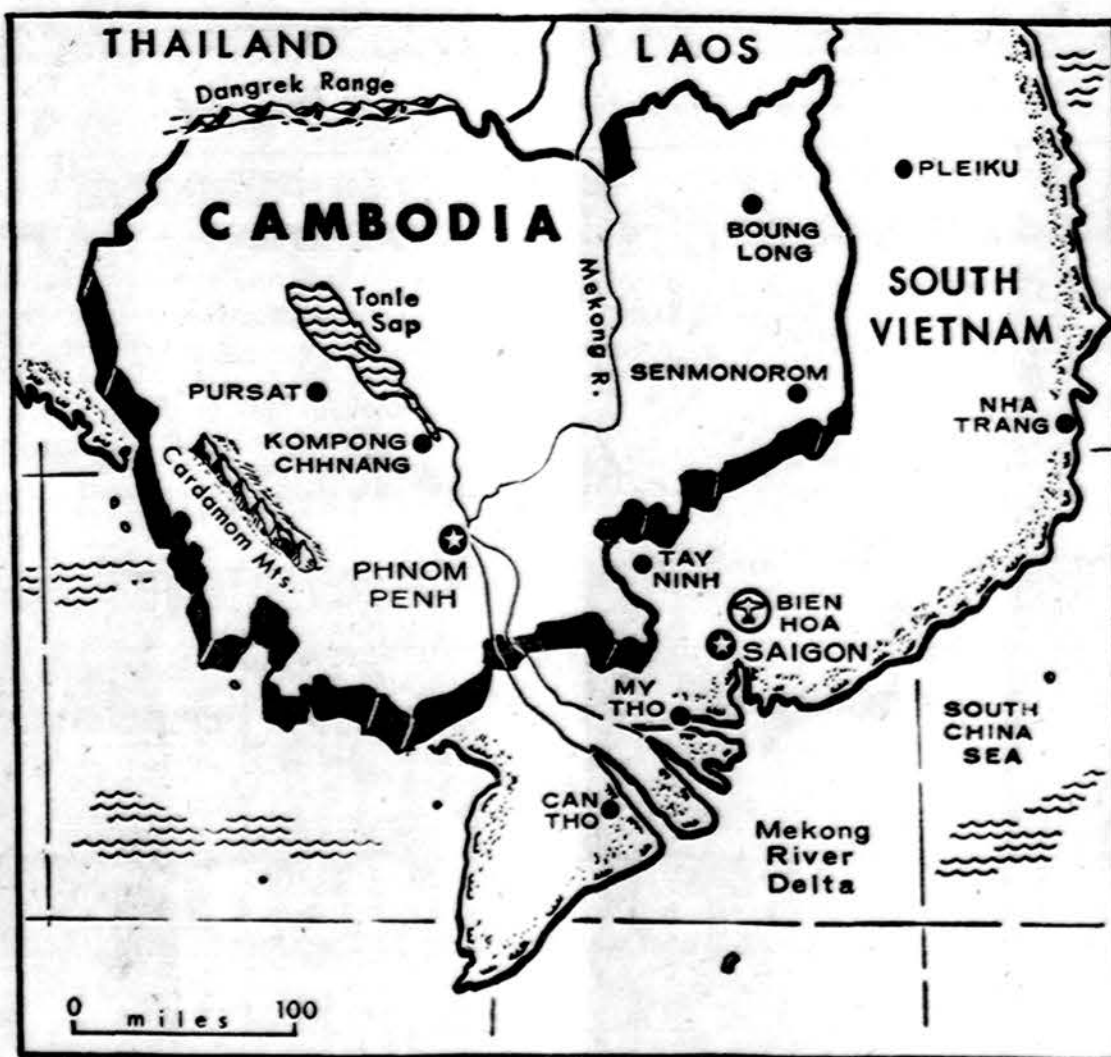 THAILAND
LAOS
Dangrek Range
PLEIKU
CAMBODIA
BOUNG
LONG
Mekong R.
Tonle
Sap
SOUTH
VIETNAM
PURSAT
SENMONOROM
NHA
TRANG
KOMPONG
CHHNANG
Cardamom Mts.
PHNOM
PENH
TAY
NINH
BIEN
HOA
SAIGON
MY
THO
SOUTH
CHINA
SEA
CAN
THO
Mekong
River
Delta
0 100
miles